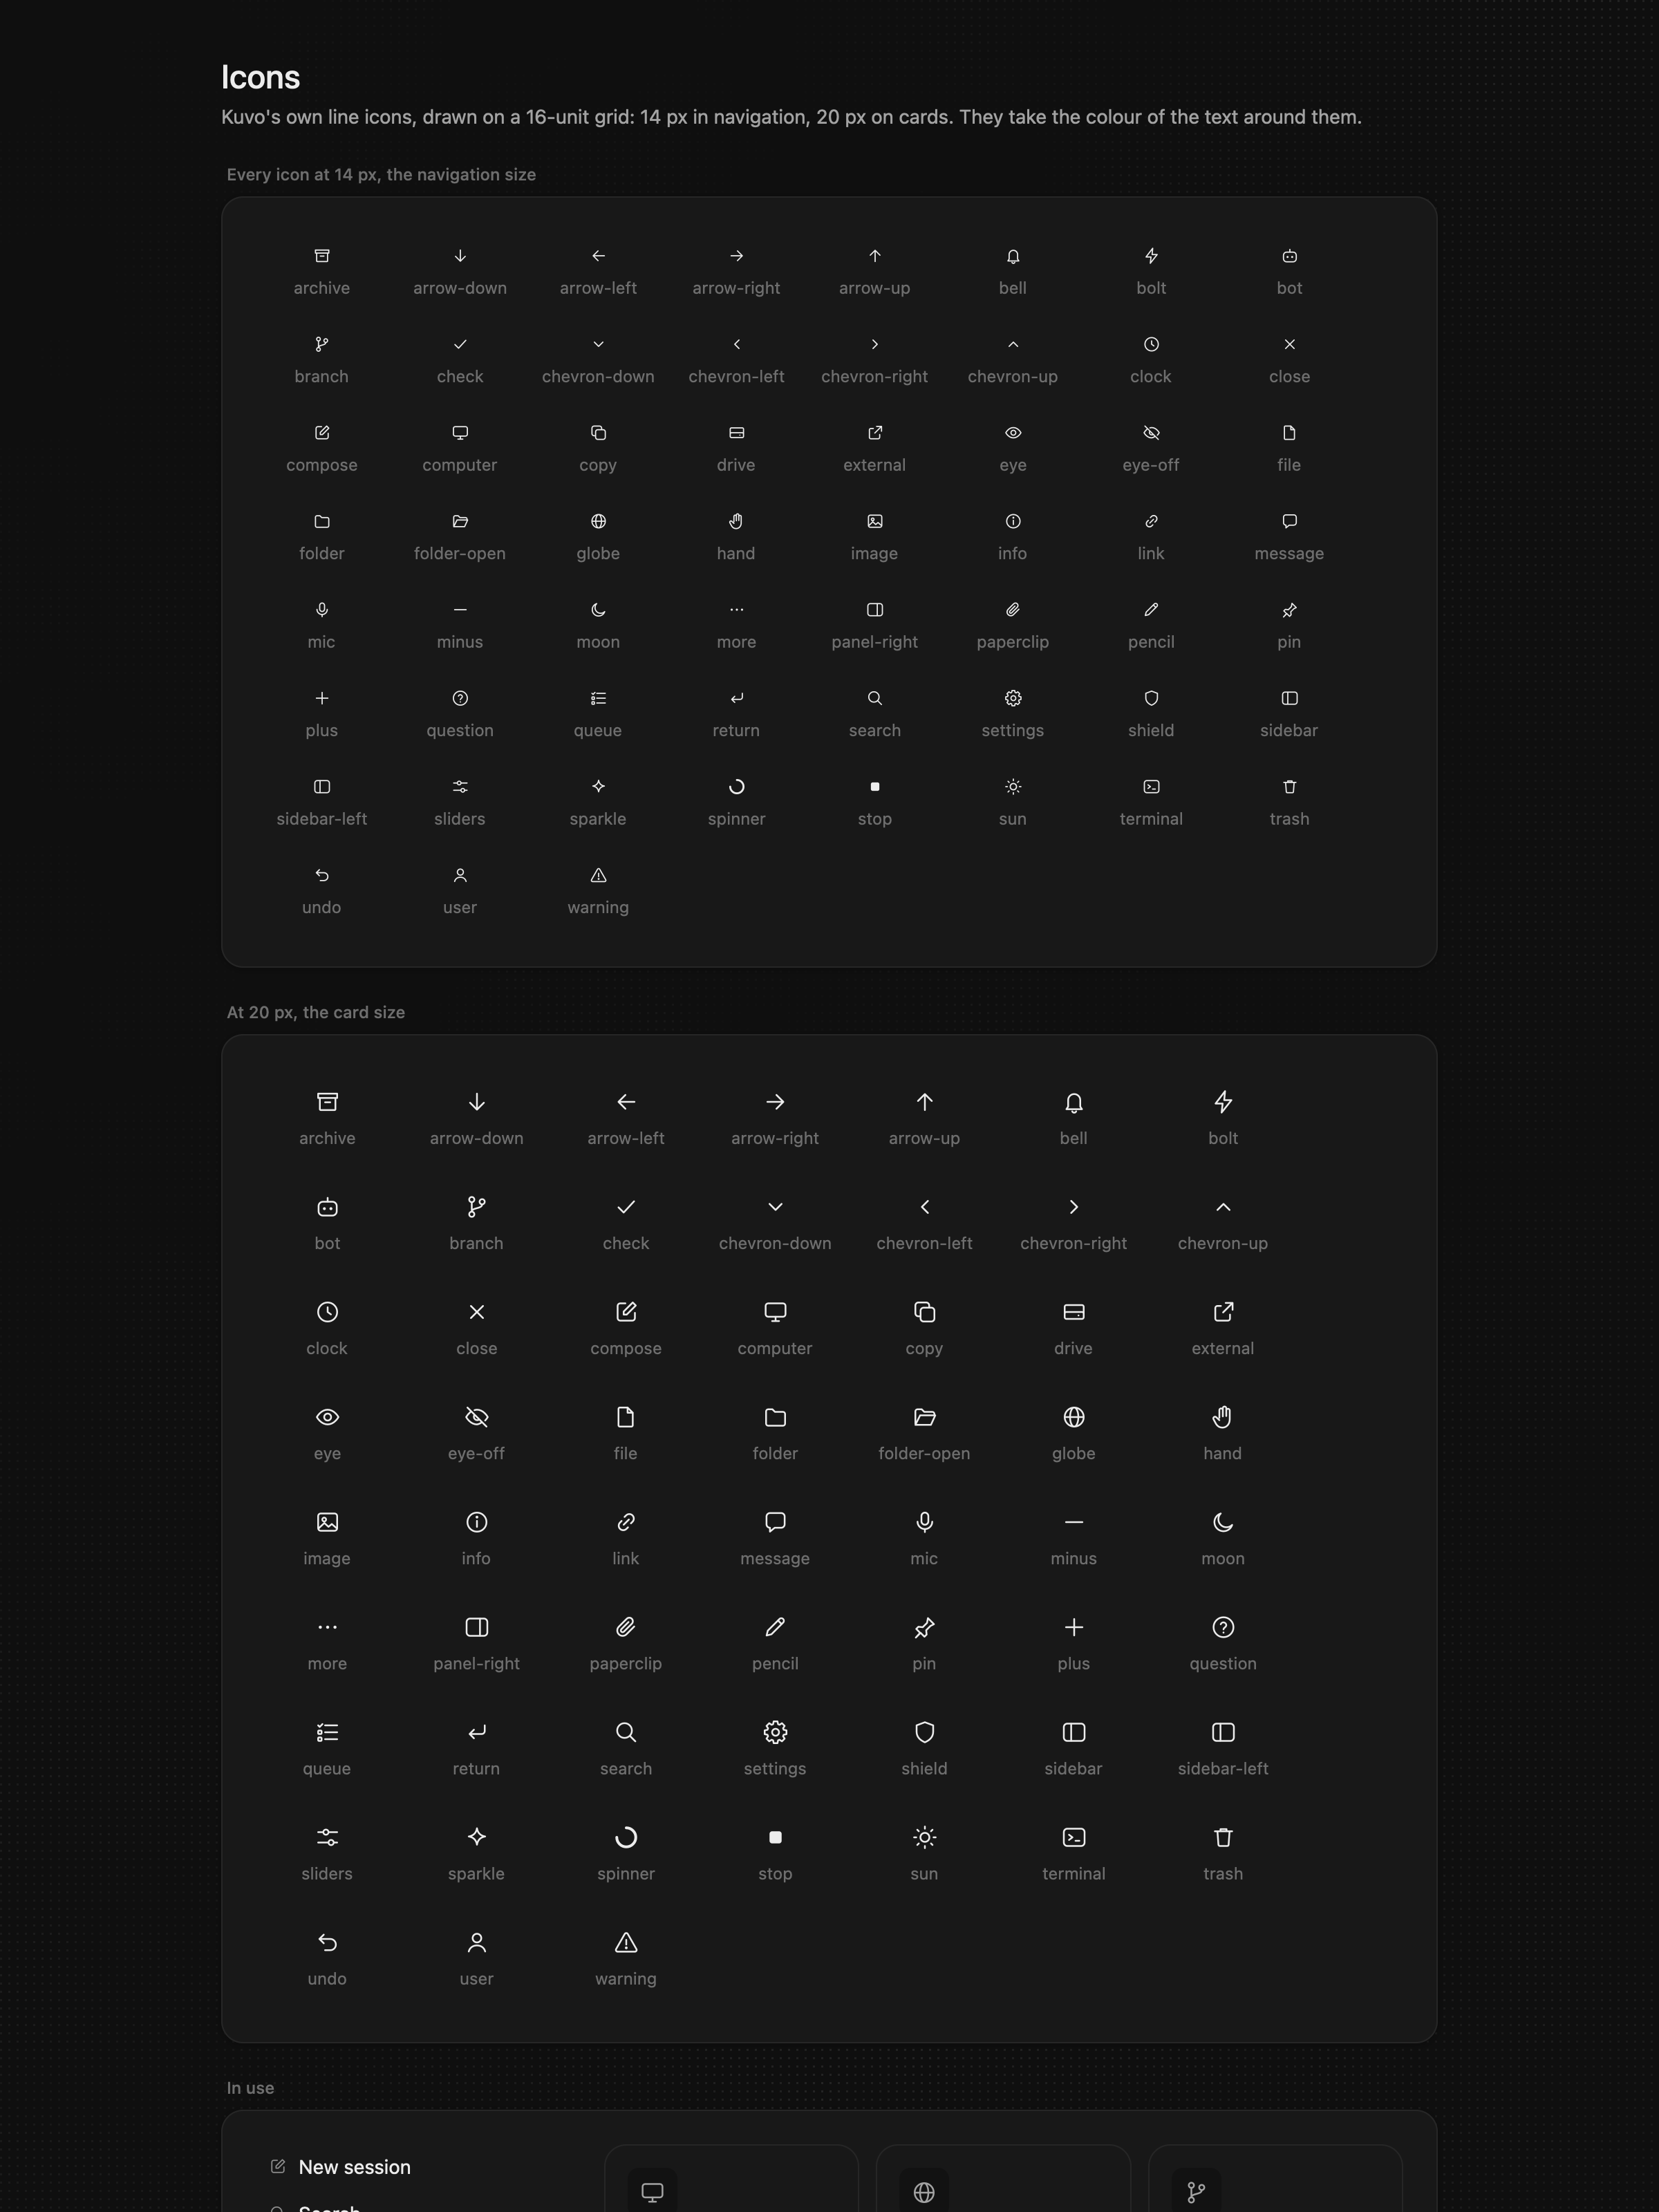 Icons
Kuvo's own line icons, drawn on a 16-unit grid: 14 px in navigation, 20 px on cards. They take the colour of the text around them.
Every icon at 14 px, the navigation size
archive arrow-down arrow-left arrow-right arrow-up bell bolt bot
branch check chevron-down chevron-left chevron-right chevron-up clock close
compose computer copy drive external eye eye-off file
folder folder-open globe hand image info link message
mic minus moon more panel-right paperclip pencil pin
plus question queue return search settings shield sidebar
sidebar-left sliders sparkle spinner stop sun terminal trash
undo user warning
At 20 px, the card size
archive arrow-down arrow-left arrow-right arrow-up bell bolt
bot branch check chevron-down chevron-left chevron-right chevron-up
clock close compose computer copy drive external
eye eye-off file folder folder-open globe hand
image info link message mic minus moon
more panel-right paperclip pencil pin plus question
queue return search settings shield sidebar sidebar-left
sliders sparkle spinner stop sun terminal trash
undo user warning
In use
New session
Search